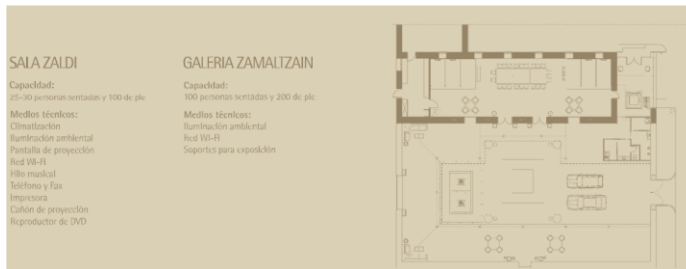 SALA ZALDI
Capacidad:
25-30 personas sentadas y 100 de pie
Medios técnicos:
Climatización
Iluminación ambiental
Pantalla de proyección
Red Wi-Fi
Hilo musical
Teléfono y Fax
Impresora
Cañón de proyección
Reproductor de DVD
GALERIA ZAMALTZAIN
Capacidad:
100 personas sentadas y 200 de pie
Medios técnicos:
Iluminación ambiental
Red Wi-Fi
Soportes para exposición